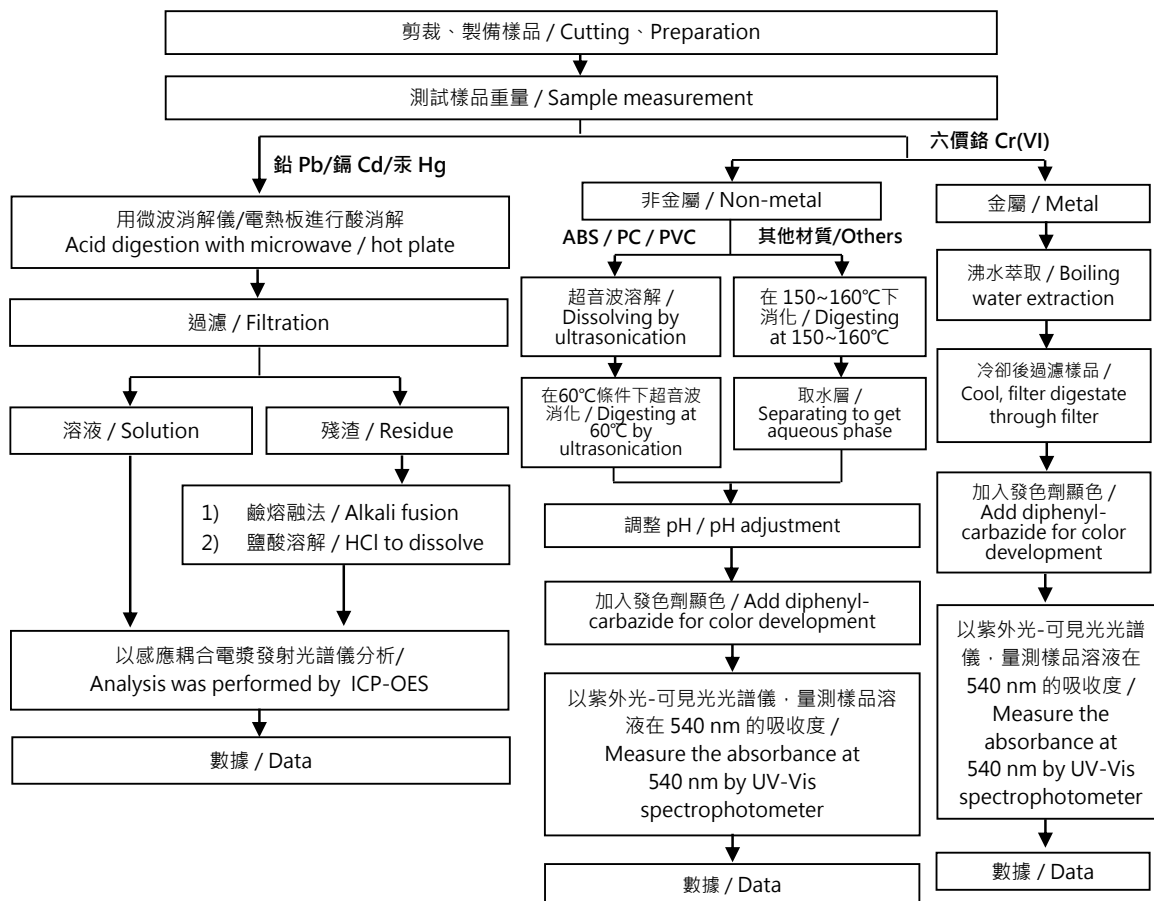 剪裁、製備樣品 / Cutting、Preparation
測試樣品重量 / Sample measurement
鉛 Pb/鎘 Cd/汞 Hg
用微波消解儀/電熱板進行酸消解
Acid digestion with microwave / hot plate
過濾 / Filtration
溶液 / Solution
殘渣 / Residue
1) 鹼熔融法 / Alkali fusion
2) 鹽酸溶解 / HCl to dissolve
以感應耦合電漿發射光譜儀分析/
Analysis was performed by ICP-OES
數據 / Data
六價鉻 Cr(VI)
非金屬 / Non-metal
ABS / PC / PVC
超音波溶解 /
Dissolving by
ultrasonication
在60℃條件下超音波
消化 / Digesting at
60℃ by
ultrasonication
其他材質/Others
在 150~160℃下
消化 / Digesting
at 150~160℃
取水層 /
Separating to get
aqueous phase
調整 pH / pH adjustment
加入發色劑顯色 / Add diphenyl-
carbazide for color development
以紫外光-可見光光譜儀，量測樣品溶
液在 540 nm 的吸收度 /
Measure the absorbance at
540 nm by UV-Vis
spectrophotometer
數據 / Data
金屬 / Metal
沸水萃取 / Boiling
water extraction
冷卻後過濾樣品 /
Cool, filter digestate
through filter
加入發色劑顯色 /
Add diphenyl-
carbazide for color
development
以紫外光-可見光光譜
儀，量測樣品溶液在
540 nm 的吸收度 /
Measure the
absorbance at
540 nm by UV-Vis
spectrophotometer
數據 / Data